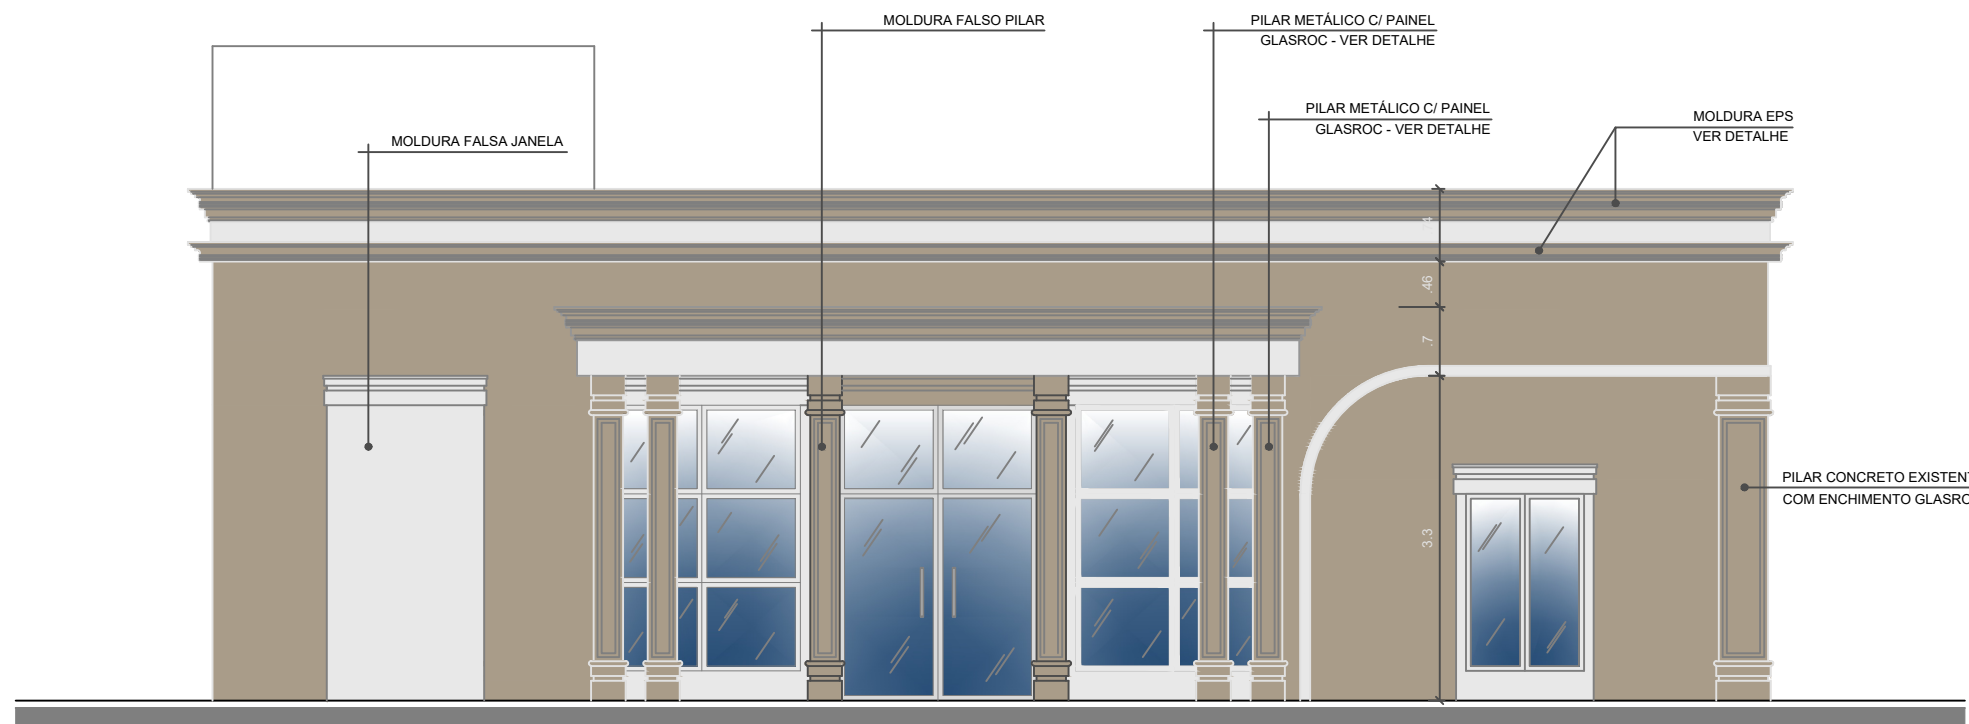 MOLDURA FALSO PILAR
PILAR METÁLICO C/ PAINEL
GLASROC - VER DETALHE
PILAR METÁLICO C/ PAINEL
GLASROC - VER DETALHE
MOLDURA EPS
VER DETALHE
MOLDURA FALSA JANELA
.46
.7
3.3
PILAR CONCRETO EXISTENT
COM ENCHIMENTO GLASRO